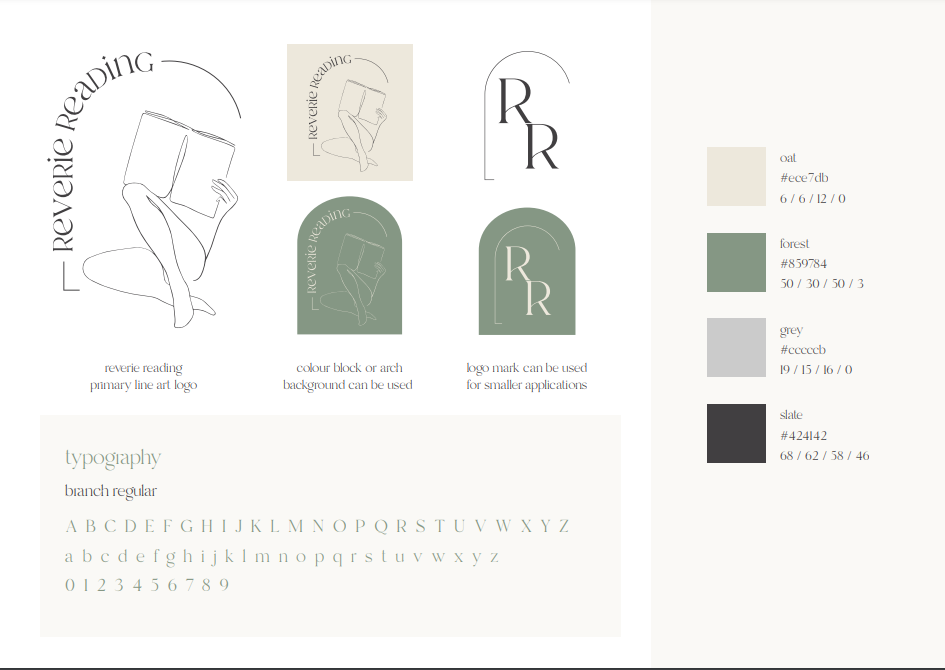 Reverie Reading
Reverie Reading
R
R
Reverie Reading
R
R
reverie reading
primary line art logo
colour block or arch
background can be used
logo mark can be used
for smaller applications
typography
branch regular
A B C D E F G H I J K L M N O P Q R S T U V W X Y Z
a b c d e f g h i j k l m n o p q r s t u v w x y z
0 1 2 3 4 5 6 7 8 9
oat
#ece7db
6 / 6 / 12 / 0
forest
#859784
50 / 30 / 50 / 3
grey
#cccccb
19 / 15 / 16 / 0
slate
#424142
68 / 62 / 58 / 46